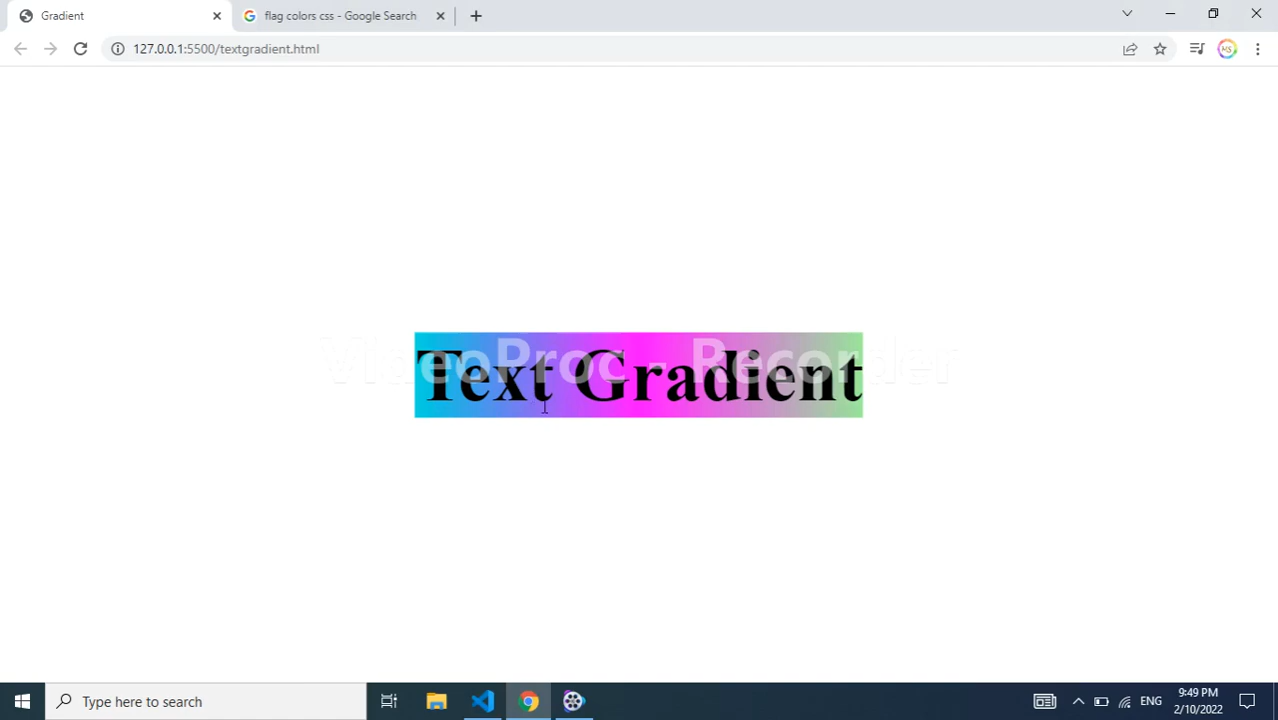 Gradient
flag colors css - Google Search
127.0.0.1:5500/textgradient.html
MS
Text Gradient
VideoProc - Recorder
Type here to search
ENG
9:49 PM
2/10/2022